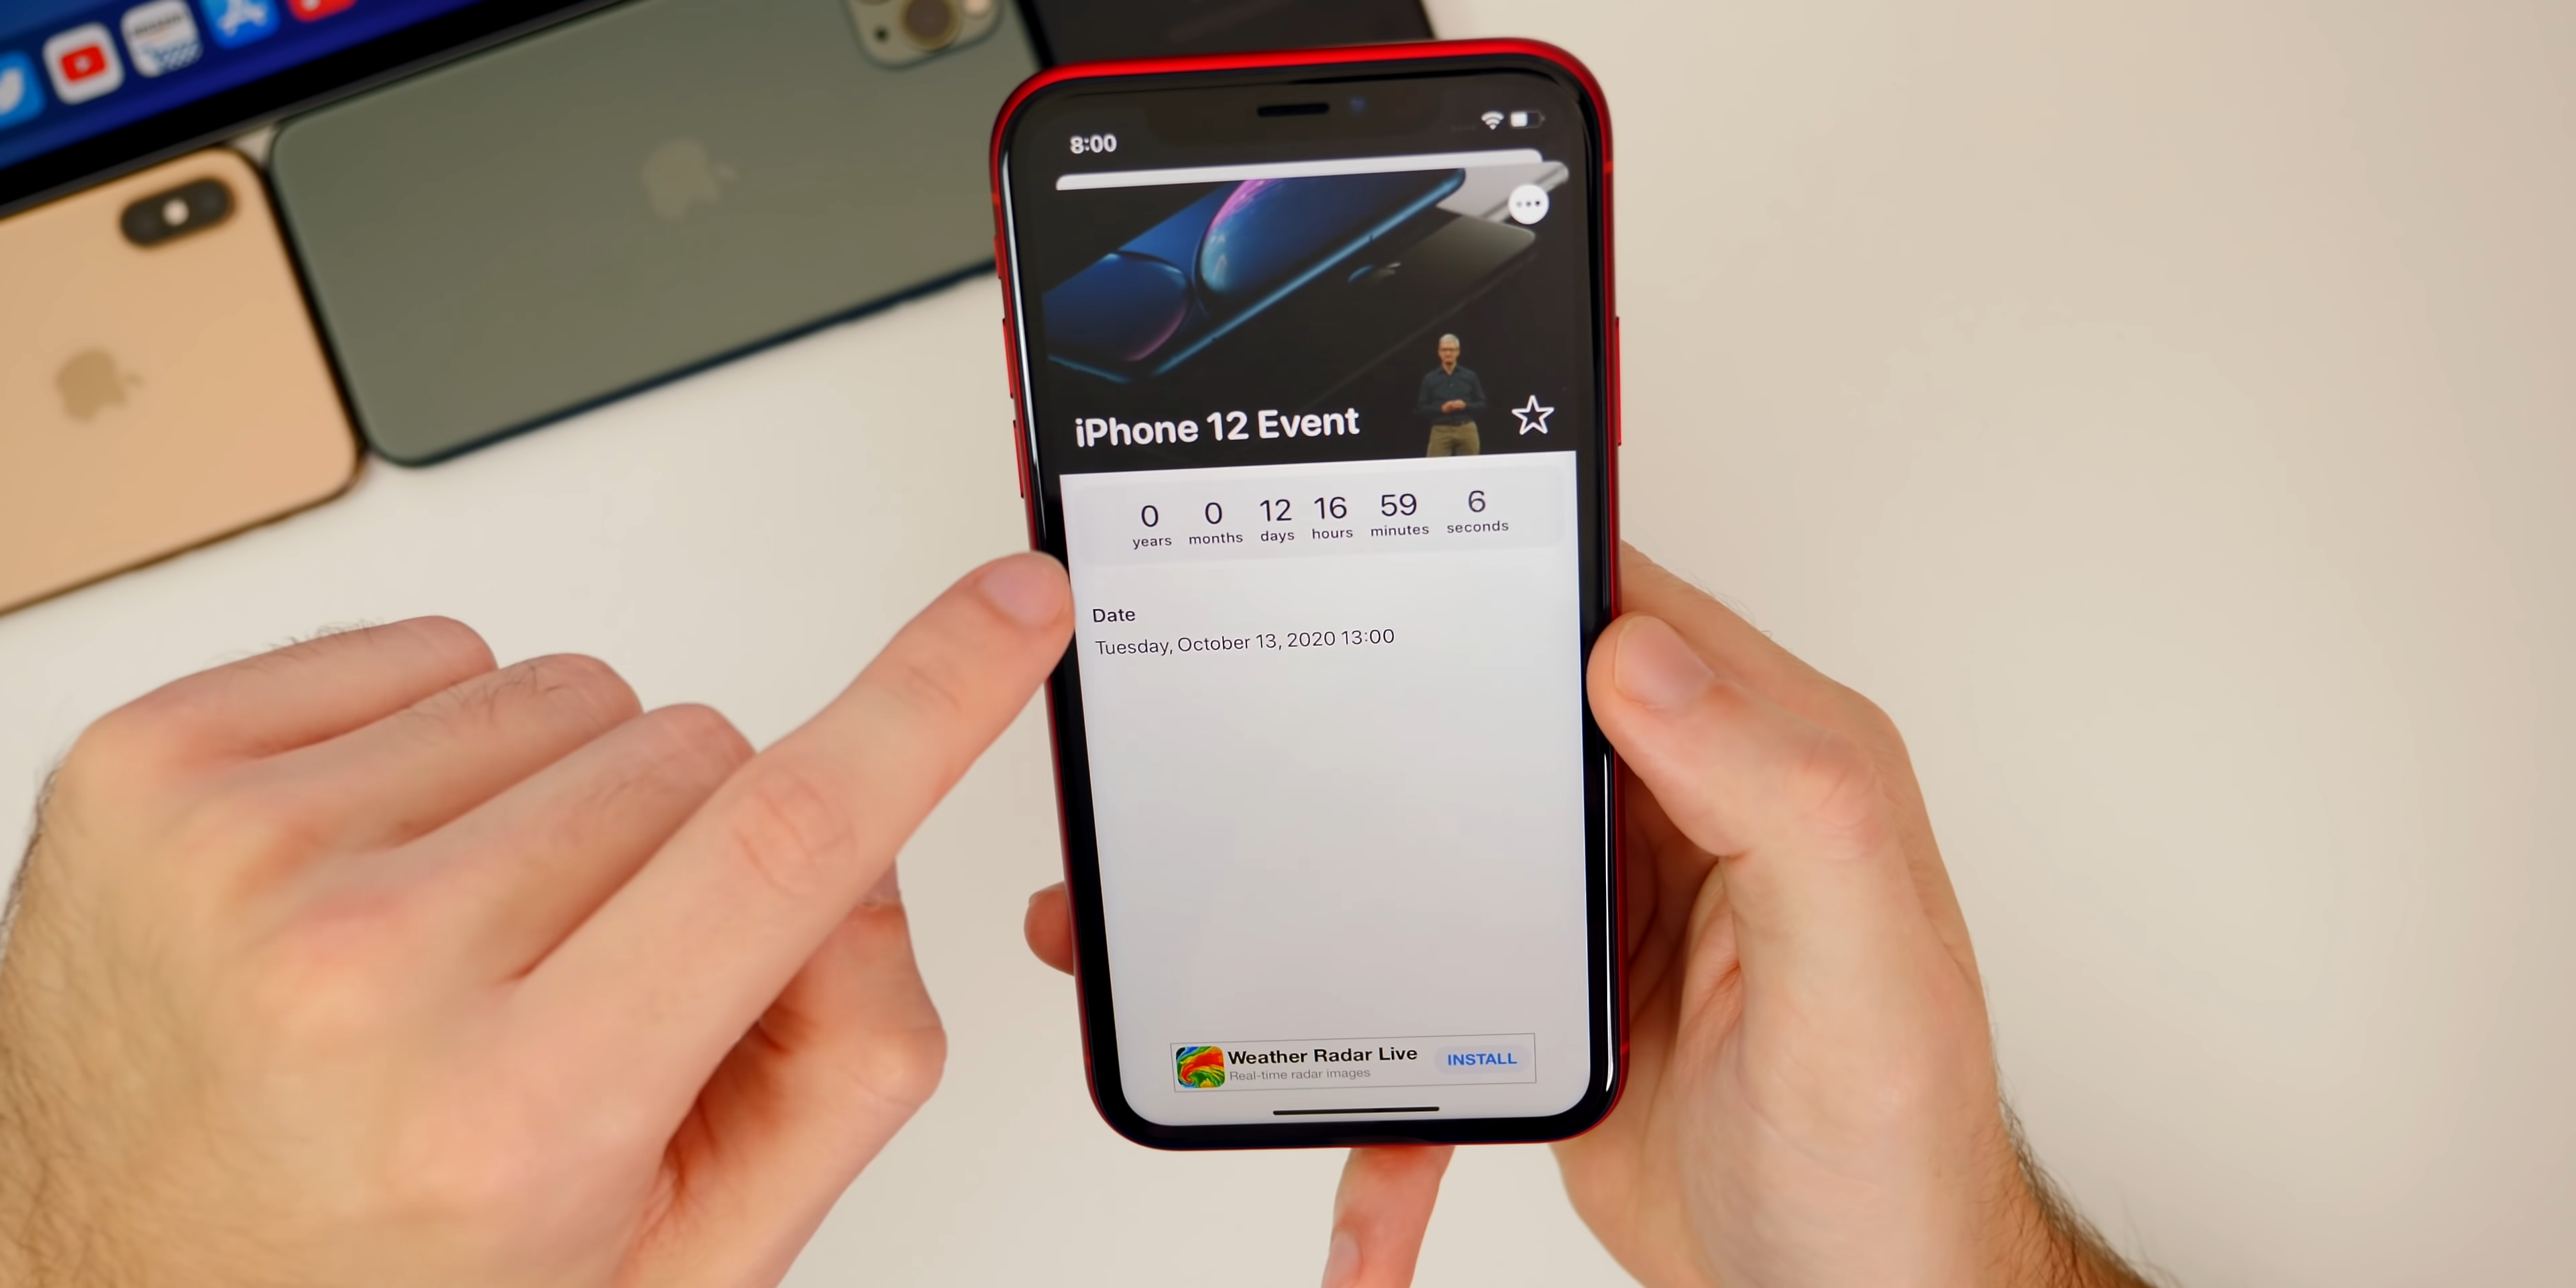 8:00
iPhone 12 Event
0 0 12 16 59 6
years months days hours minutes seconds
Date
Tuesday, October 13, 2020 13:00
Weather Radar Live
Real-time radar images
INSTALL